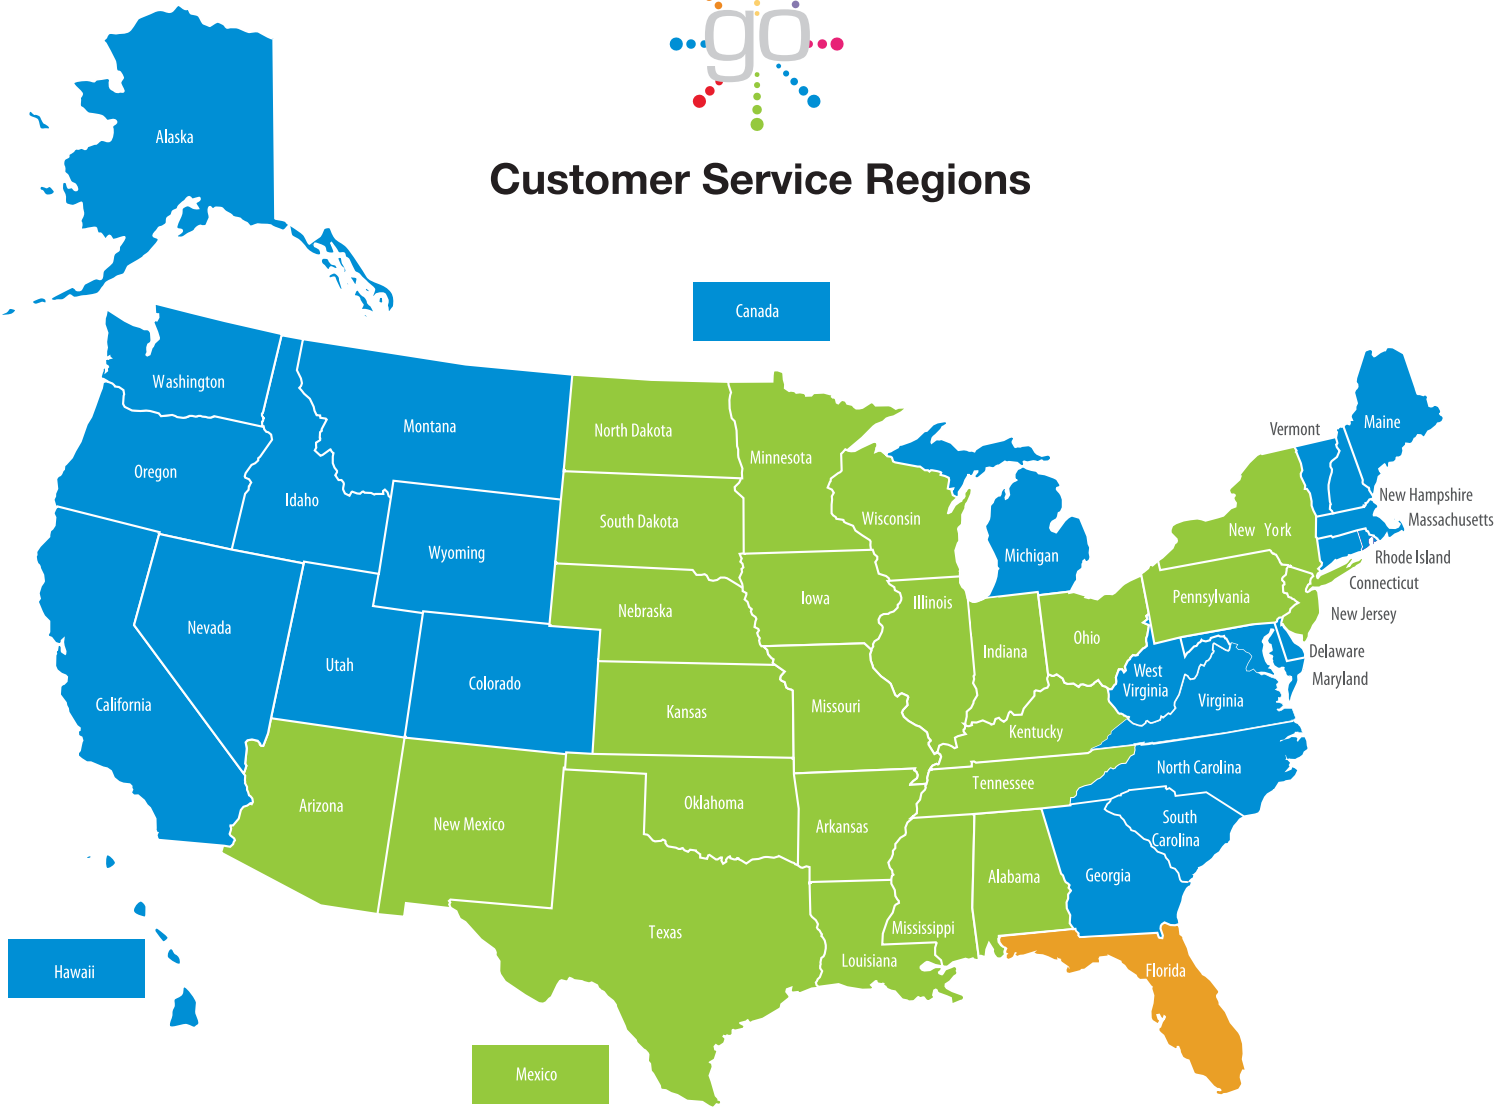 go
Customer Service Regions
Alaska
Canada
Washington
Oregon
Idaho
Montana
Wyoming
California
Nevada
Utah
Colorado
Arizona
New Mexico
North Dakota
South Dakota
Nebraska
Kansas
Oklahoma
Texas
Minnesota
Iowa
Missouri
Arkansas
Louisiana
Wisconsin
Illinois
Michigan
Indiana
Ohio
Kentucky
Tennessee
Mississippi
Alabama
Georgia
Florida
South
Carolina
North Carolina
Virginia
West
Virginia
Pennsylvania
New York
Vermont
Maine
New Hampshire
Massachusetts
Rhode Island
Connecticut
New Jersey
Delaware
Maryland
Hawaii
Mexico